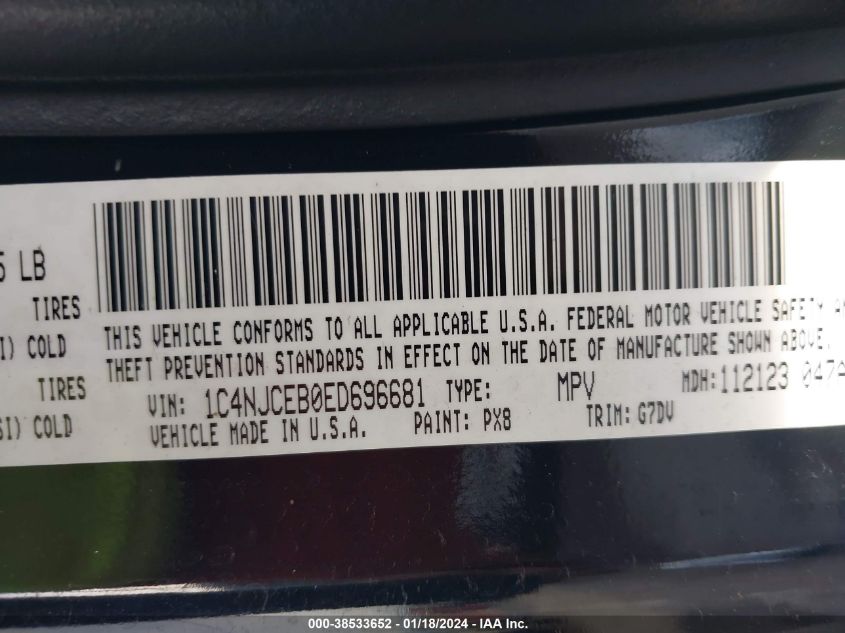 5 LB
TIRES
I) COLD
TIRES
SI) COLD
THIS VEHICLE CONFORMS TO ALL APPLICABLE U.S.A. FEDERAL MOTOR VEHICLE SAFETY AN
THEFT PREVENTION STANDARDS IN EFFECT ON THE DATE OF MANUFACTURE SHOWN ABOVE.
VIN: 1C4NJCEB0ED696681 TYPE: MPV MDH: 112123 047
VEHICLE MADE IN U.S.A. PAINT: PX8 TRIM: G7DV
000-38533652 / 01/18/2024 - IAA Inc.